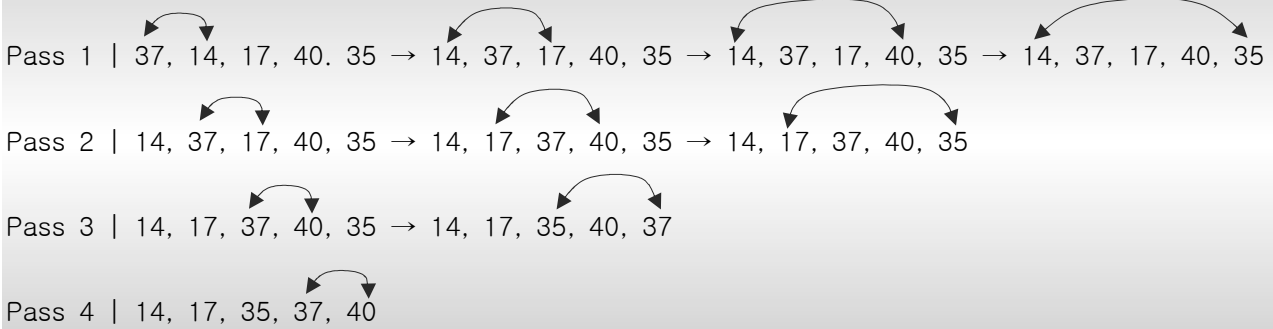 Pass 1 | 37, 14, 17, 40. 35 → 14, 37, 17, 40, 35 → 14, 37, 17, 40, 35 → 14, 37, 17, 40, 35
Pass 2 | 14, 37, 17, 40, 35 → 14, 17, 37, 40, 35 → 14, 17, 37, 40, 35
Pass 3 | 14, 17, 37, 40, 35 → 14, 17, 35, 40, 37
Pass 4 | 14, 17, 35, 37, 40